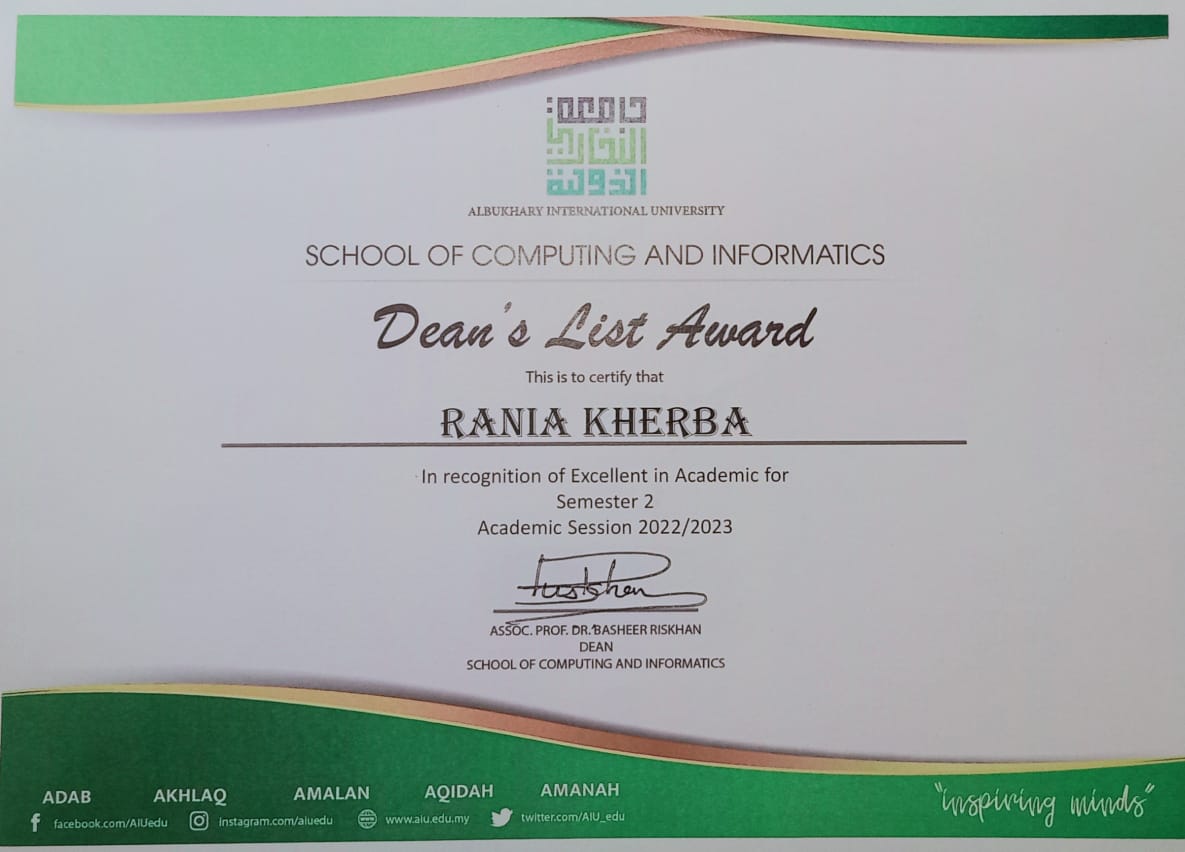 جامعة
البخاري
الدولية
ALBUKHARY INTERNATIONAL UNIVERSITY
SCHOOL OF COMPUTING AND INFORMATICS
Dean's List Award
This is to certify that
RANIA KHERBA
In recognition of Excellent in Academic for
Semester 2
Academic Session 2022/2023
ASSOC. PROF. DR. BASHEER RISKHAN
DEAN
SCHOOL OF COMPUTING AND INFORMATICS
ADAB AKHLAQ AMALAN AQIDAH AMANAH
facebook.com/AIUedu instagram.com/aiuedu www.aiu.edu.my twitter.com/AIU_edu
"inspiring minds"